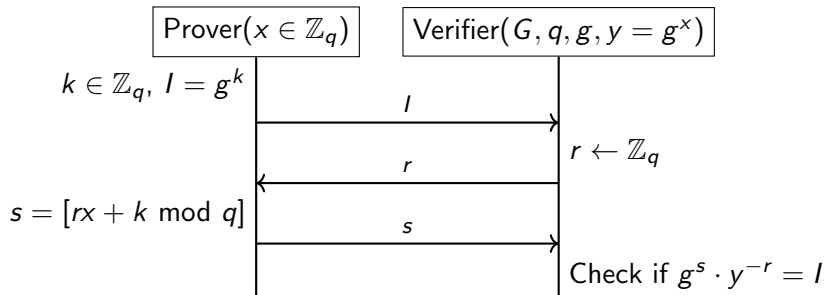 Prover(x ∈ ℤ_q)
Verifier(G, q, g, y = g^x)
k ∈ ℤ_q, I = g^k
I
r ← ℤ_q
r
s = [rx + k mod q]
s
Check if g^s · y^{-r} = I